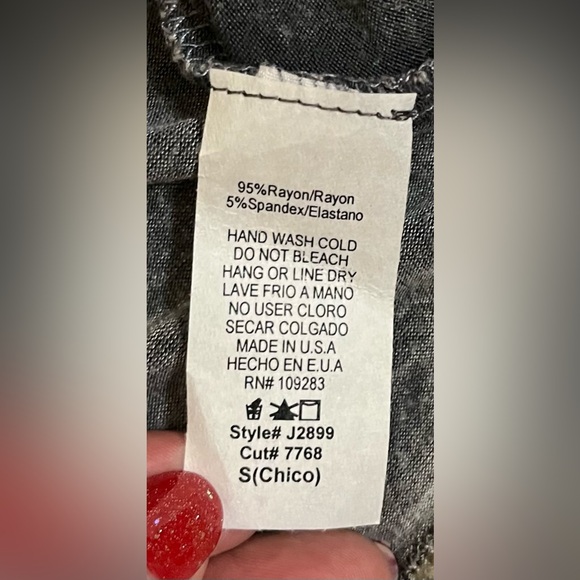 95%Rayon/Rayon
5%Spandex/Elastano
HAND WASH COLD
DO NOT BLEACH
HANG OR LINE DRY
LAVE FRIO A MANO
NO USER CLORO
SECAR COLGADO
MADE IN U.S.A
HECHO EN E.U.A
RN# 109283
Style# J2899
Cut# 7768
S(Chico)